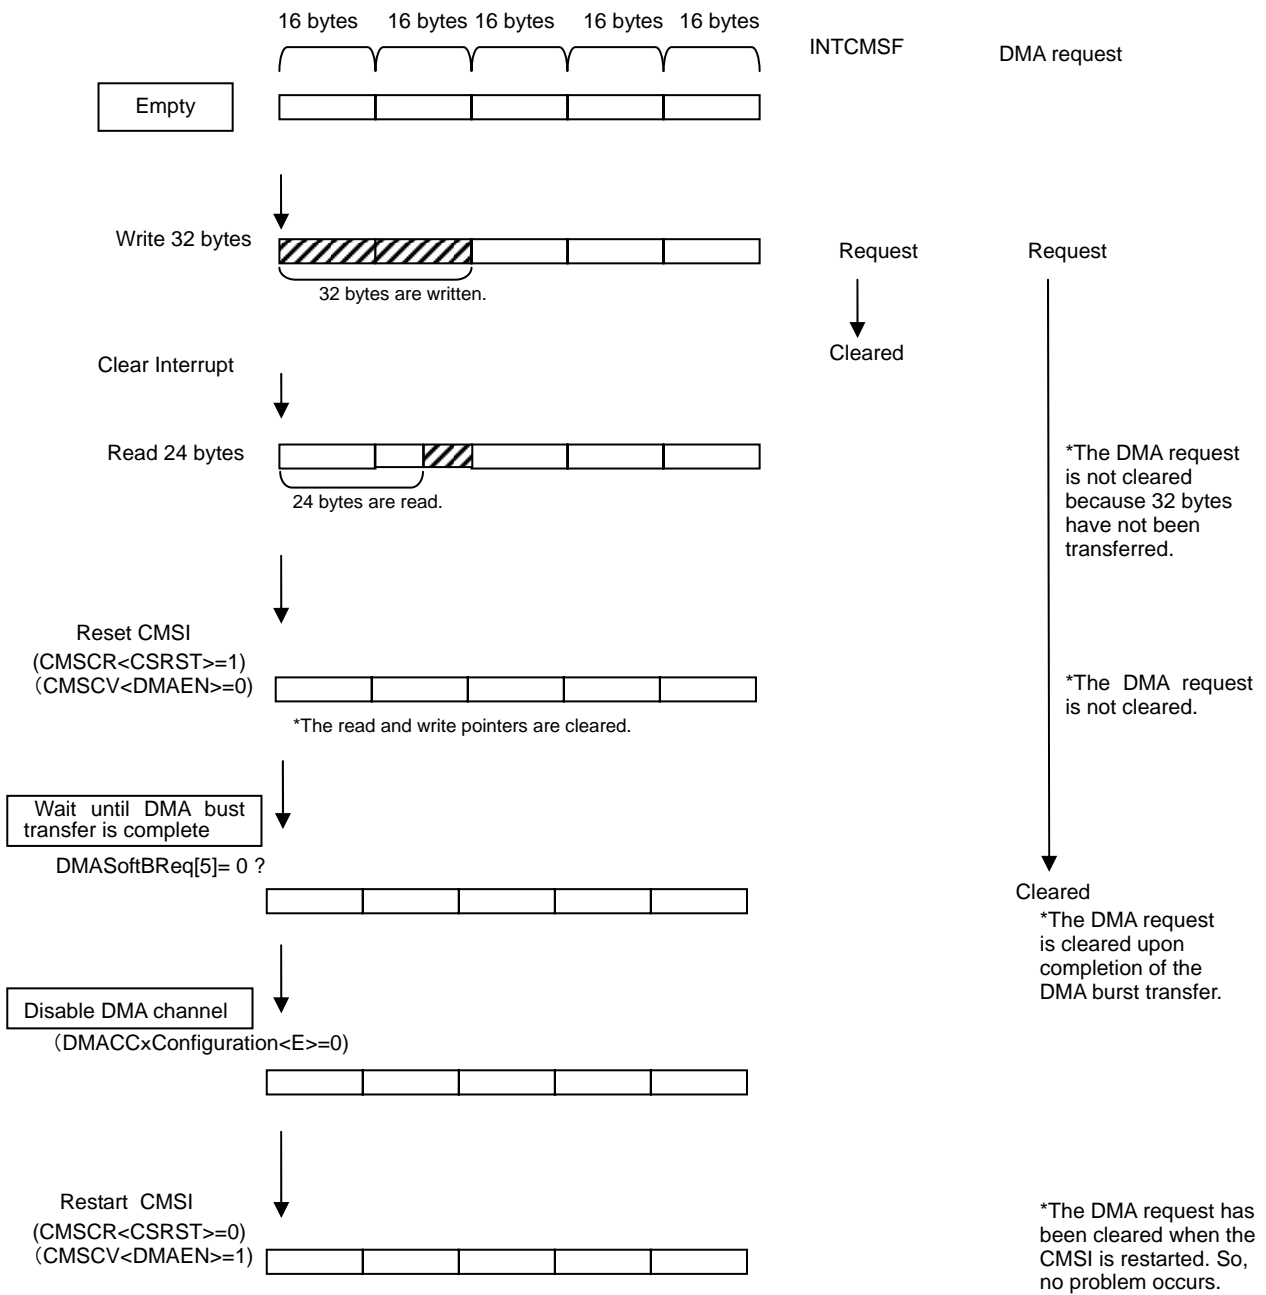 16 bytes 16 bytes 16 bytes 16 bytes 16 bytes
INTCMSF
DMA request
Empty
Write 32 bytes
Request
Request
32 bytes are written.
Cleared
Clear Interrupt
Read 24 bytes
24 bytes are read.
*The DMA request
is not cleared
because 32 bytes
have not been
transferred.
Reset CMSI
(CMSCR<CSRST>=1)
（CMSCV<DMAEN>=0)
*The read and write pointers are cleared.
*The DMA request
is not cleared.
Wait until DMA bust
transfer is complete
DMASoftBReq[5]= 0 ?
Cleared
*The DMA request
is cleared upon
completion of the
DMA burst transfer.
Disable DMA channel
（DMACCxConfiguration<E>=0)
Restart CMSI
(CMSCR<CSRST>=0)
（CMSCV<DMAEN>=1)
*The DMA request has
been cleared when the
CMSI is restarted. So,
no problem occurs.